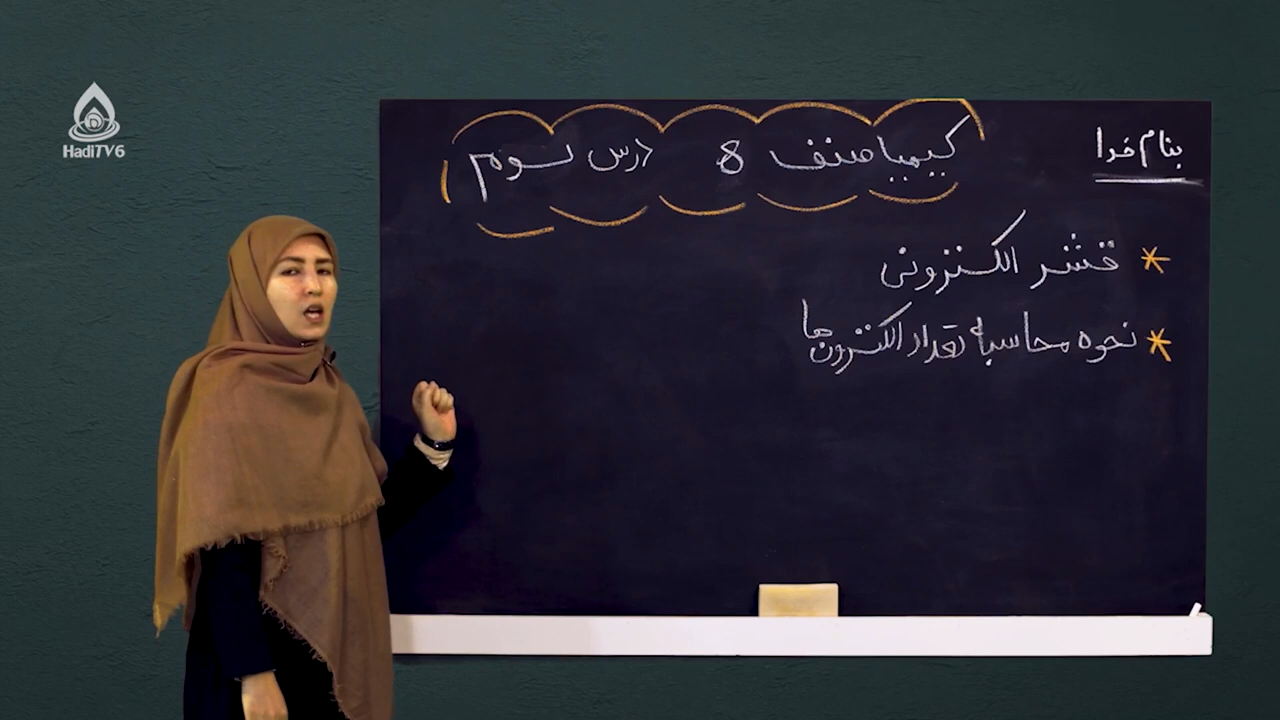 HadiTV6
بنام خدا
کیمیا صنف 8 درس سوم
قشر الکترونی
نحوه محاسبه تعداد الکترون ها